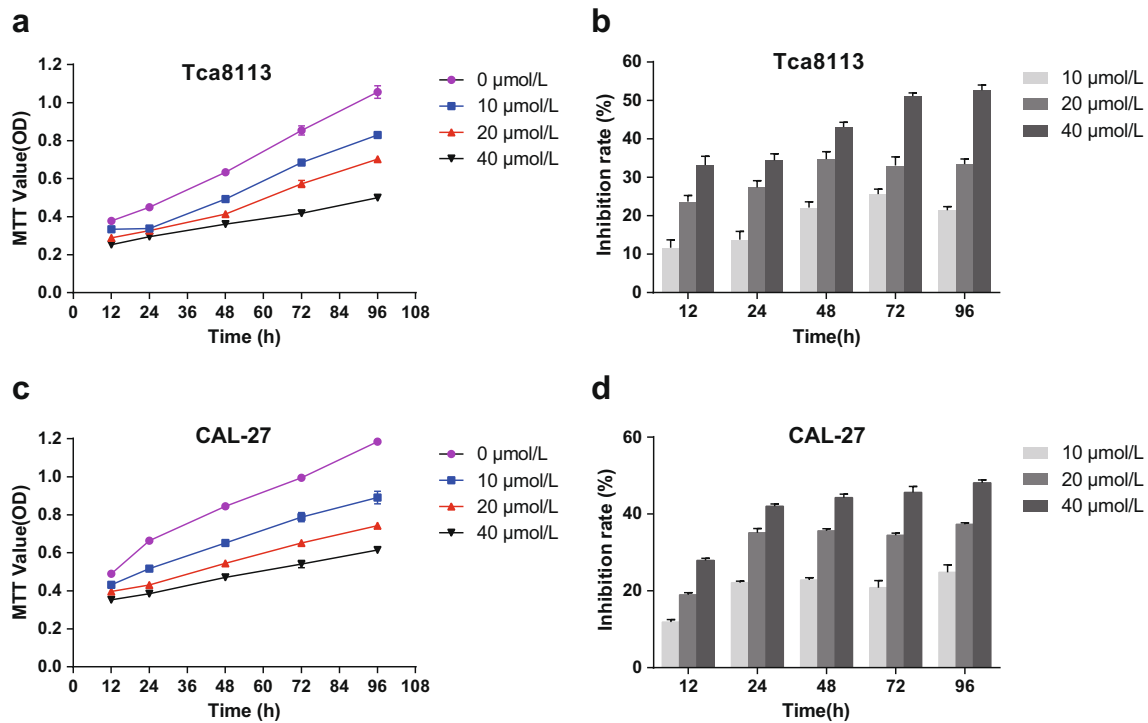 a
Tca8113
MTT Value(OD)
1.2
1.0
0.8
0.6
0.4
0.2
0.0
0 12 24 36 48 60 72 84 96 108
Time (h)
0 µmol/L
10 µmol/L
20 µmol/L
40 µmol/L
b
Tca8113
Inhibition rate (%)
60
50
40
30
20
10
0
12 24 48 72 96
Time(h)
10 µmol/L
20 µmol/L
40 µmol/L
c
CAL-27
MTT Value(OD)
1.2
1.0
0.8
0.6
0.4
0.2
0.0
0 12 24 36 48 60 72 84 96 108
Time (h)
0 µmol/L
10 µmol/L
20 µmol/L
40 µmol/L
d
CAL-27
Inhibition rate (%)
60
40
20
0
12 24 48 72 96
Time(h)
10 µmol/L
20 µmol/L
40 µmol/L